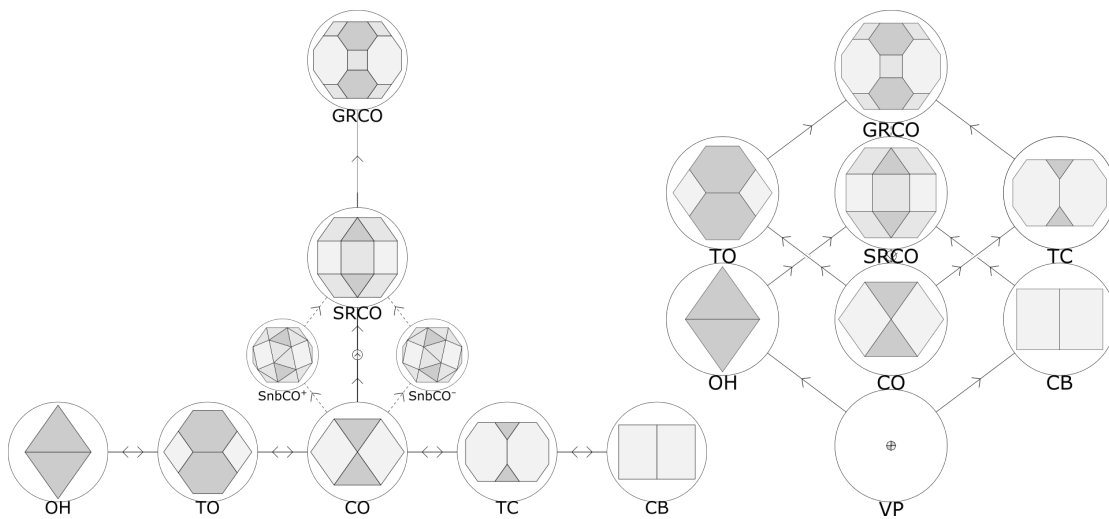 GRCO
SRCO
SnbCO⁺
SnbCO⁻
OH
TO
CO
TC
CB
GRCO
TO
SRCO
TC
OH
CO
CB
VP